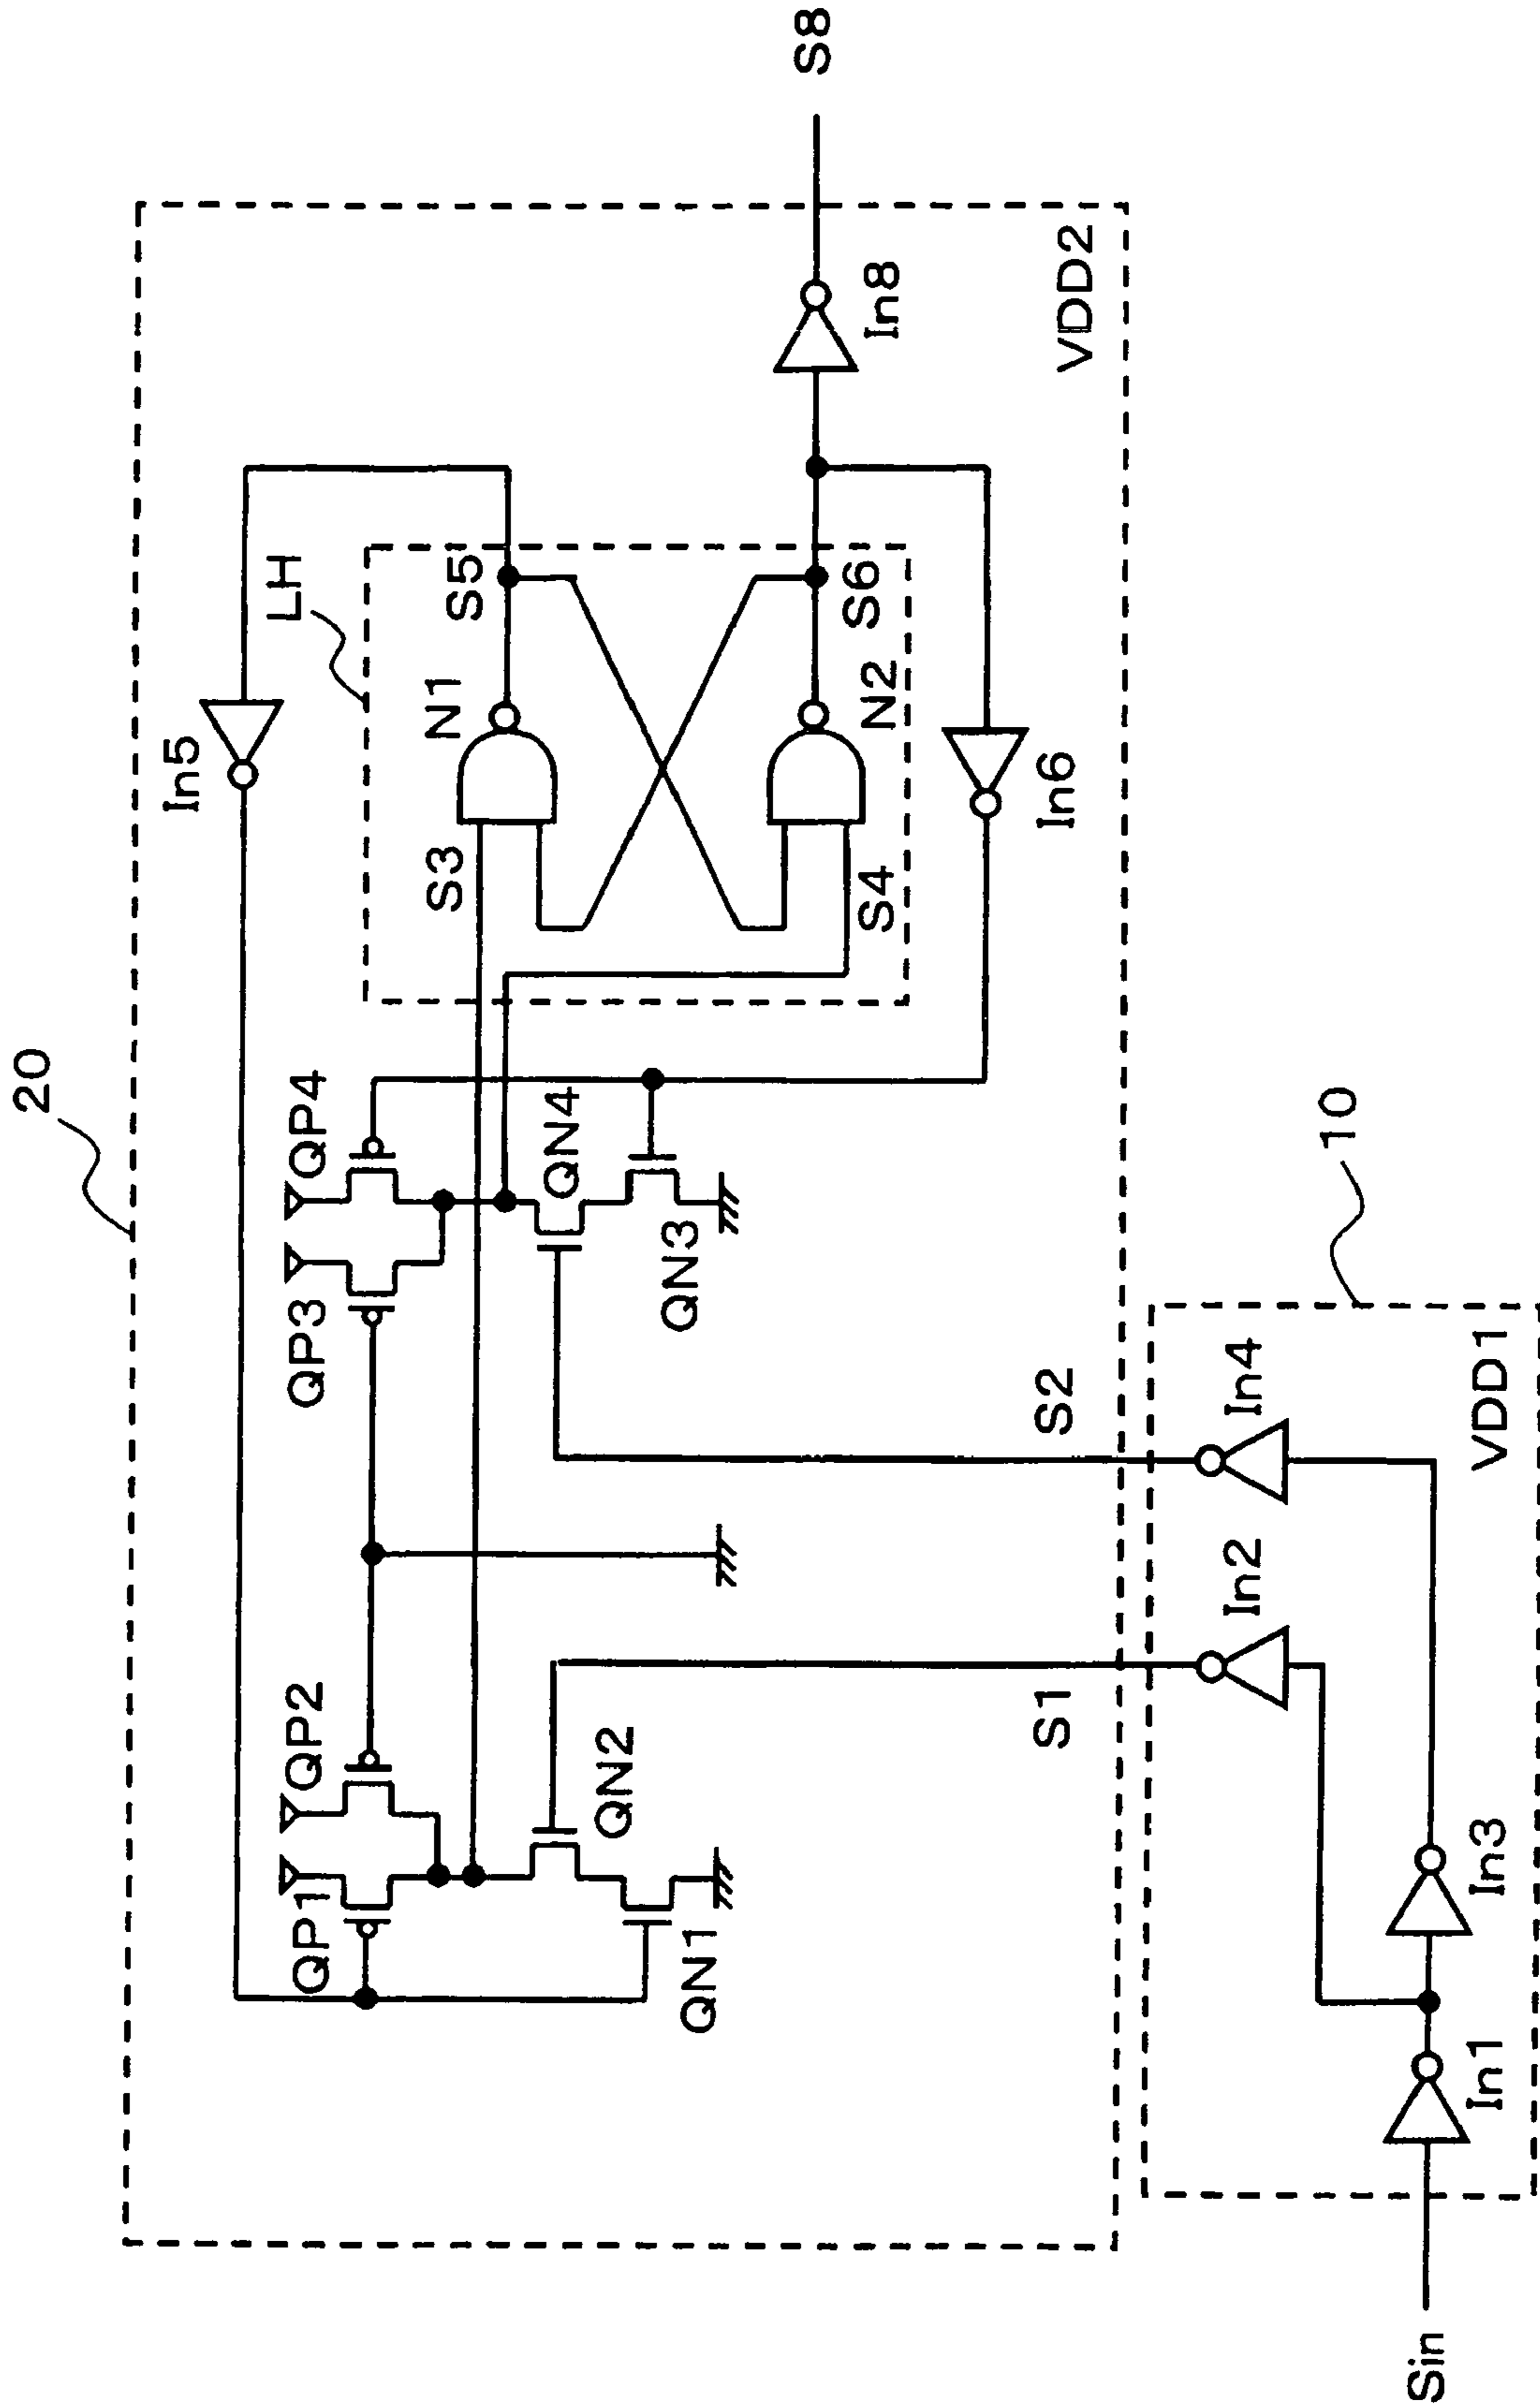 20
In5
LH
QP4
QP3
QP2
QP1
S3
N1
S5
QN4
QN3
QN2
QN1
S4
N2
S6
In8
S8
In6
VDD2
S1
S2
10
In2
In4
VDD1
Sin
In1
In3